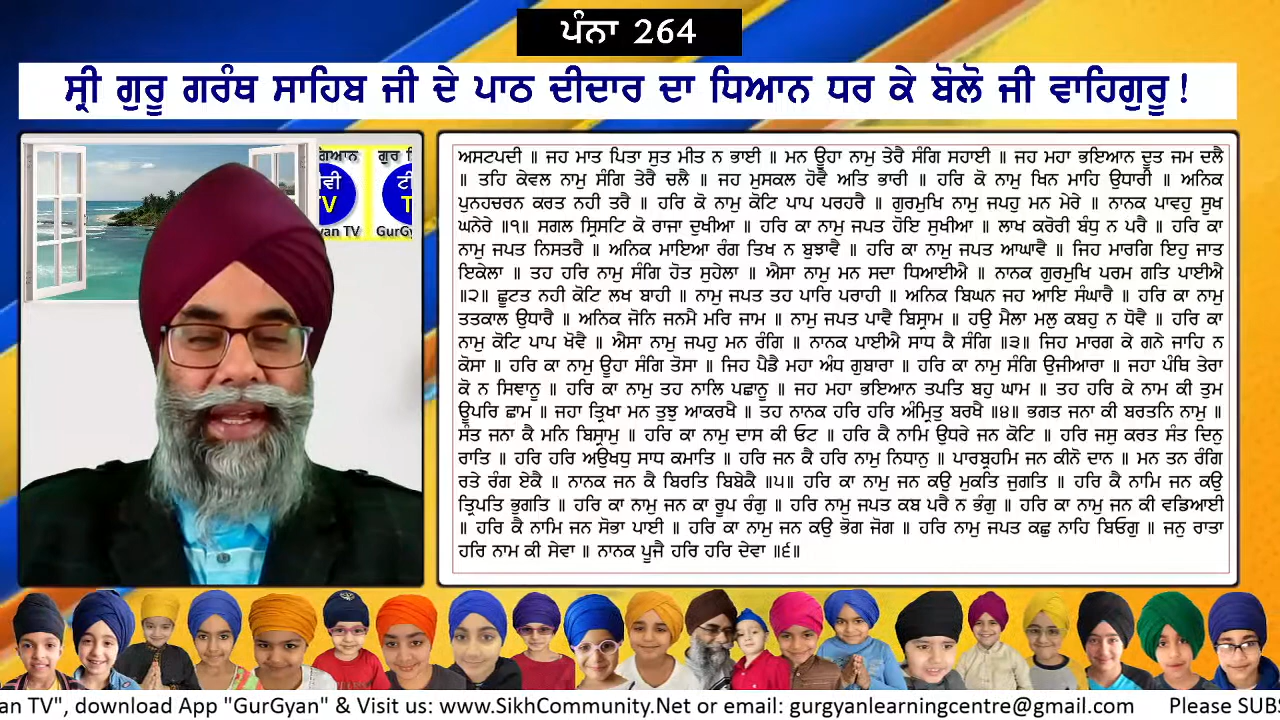 ਪੰਨਾ 264
ਸ੍ਰੀ ਗੁਰੂ ਗਰੰਥ ਸਾਹਿਬ ਜੀ ਦੇ ਪਾਠ ਦੀਦਾਰ ਦਾ ਧਿਆਨ ਧਰ ਕੇ ਬੋਲੋ ਜੀ ਵਾਹਿਗੁਰੂ!
ਗਿਆਨ ਗੁਰ
ਵੀ ਟੀ
TV
yan TV GurGy
ਅਸਟਪਦੀ ॥ ਜਹ ਮਾਤ ਪਿਤਾ ਸੁਤ ਮੀਤ ਨ ਭਾਈ ॥ ਮਨ ਊਹਾ ਨਾਮੁ ਤੇਰੈ ਸੰਗਿ ਸਹਾਈ ॥ ਜਹ ਮਹਾ ਭਇਆਨ ਦੂਤ ਜਮ ਦਲੈ
॥ ਤਹਿ ਕੇਵਲ ਨਾਮੁ ਸੰਗਿ ਤੇਰੈ ਚਲੈ ॥ ਜਹ ਮੁਸਕਲ ਹੋਵੈ ਅਤਿ ਭਾਰੀ ॥ ਹਰਿ ਕੋ ਨਾਮੁ ਖਿਨ ਮਾਹਿ ਉਧਾਰੀ ॥ ਅਨਿਕ
ਪੁਨਹਚਰਨ ਕਰਤ ਨਹੀ ਤਰੈ ॥ ਹਰਿ ਕੋ ਨਾਮੁ ਕੋਟਿ ਪਾਪ ਪਰਹਰੈ ॥ ਗੁਰਮੁਖਿ ਨਾਮੁ ਜਪਹੁ ਮਨ ਮੇਰੇ ॥ ਨਾਨਕ ਪਾਵਹੁ ਸੂਖ
ਘਨੇਰੇ ॥੧॥ ਸਗਲ ਸ੍ਰਿਸਟਿ ਕੋ ਰਾਜਾ ਦੁਖੀਆ ॥ ਹਰਿ ਕਾ ਨਾਮੁ ਜਪਤ ਹੋਇ ਸੁਖੀਆ ॥ ਲਾਖ ਕਰੋਰੀ ਬੰਧੁ ਨ ਪਰੈ ॥ ਹਰਿ ਕਾ
ਨਾਮੁ ਜਪਤ ਨਿਸਤਰੈ ॥ ਅਨਿਕ ਮਾਇਆ ਰੰਗ ਤਿਖ ਨ ਬੁਝਾਵੈ ॥ ਹਰਿ ਕਾ ਨਾਮੁ ਜਪਤ ਆਘਾਵੈ ॥ ਜਿਹ ਮਾਰਗਿ ਇਹੁ ਜਾਤ
ਇਕੇਲਾ ॥ ਤਹ ਹਰਿ ਨਾਮੁ ਸੰਗਿ ਹੋਤ ਸੁਹੇਲਾ ॥ ਐਸਾ ਨਾਮੁ ਮਨ ਸਦਾ ਧਿਆਈਐ ॥ ਨਾਨਕ ਗੁਰਮੁਖਿ ਪਰਮ ਗਤਿ ਪਾਈਐ
॥੨॥ ਛੂਟਤ ਨਹੀ ਕੋਟਿ ਲਖ ਬਾਹੀ ॥ ਨਾਮੁ ਜਪਤ ਤਹ ਪਾਰਿ ਪਰਾਹੀ ॥ ਅਨਿਕ ਬਿਘਨ ਜਹ ਆਇ ਸੰਘਾਰੈ ॥ ਹਰਿ ਕਾ ਨਾਮੁ
ਤਤਕਾਲ ਉਧਾਰੈ ॥ ਅਨਿਕ ਜੋਨਿ ਜਨਮੈ ਮਰਿ ਜਾਮ ॥ ਨਾਮੁ ਜਪਤ ਪਾਵੈ ਬਿਸ੍ਰਾਮ ॥ ਹਉ ਮੈਲਾ ਮਲੁ ਕਬਹੁ ਨ ਧੋਵੈ ॥ ਹਰਿ ਕਾ
ਨਾਮੁ ਕੋਟਿ ਪਾਪ ਖੋਵੈ ॥ ਐਸਾ ਨਾਮੁ ਜਪਹੁ ਮਨ ਰੰਗਿ ॥ ਨਾਨਕ ਪਾਈਐ ਸਾਧ ਕੈ ਸੰਗਿ ॥੩॥ ਜਿਹ ਮਾਰਗ ਕੇ ਗਨੇ ਜਾਹਿ ਨ
ਕੋਸਾ ॥ ਹਰਿ ਕਾ ਨਾਮੁ ਊਹਾ ਸੰਗਿ ਤੋਸਾ ॥ ਜਿਹ ਪੈਡੈ ਮਹਾ ਅੰਧ ਗੁਬਾਰਾ ॥ ਹਰਿ ਕਾ ਨਾਮੁ ਸੰਗਿ ਉਜੀਆਰਾ ॥ ਜਹਾ ਪੰਥਿ ਤੇਰਾ
ਕੋ ਨ ਸਿਞਾਨੂ ॥ ਹਰਿ ਕਾ ਨਾਮੁ ਤਹ ਨਾਲਿ ਪਛਾਨੂ ॥ ਜਹ ਮਹਾ ਭਇਆਨ ਤਪਤਿ ਬਹੁ ਘਾਮ ॥ ਤਹ ਹਰਿ ਕੇ ਨਾਮ ਕੀ ਤੁਮ
ਊਪਰਿ ਛਾਮ ॥ ਜਹਾ ਤ੍ਰਿਖਾ ਮਨ ਤੁਝੁ ਆਕਰਖੈ ॥ ਤਹ ਨਾਨਕ ਹਰਿ ਹਰਿ ਅੰਮ੍ਰਿਤੁ ਬਰਖੈ ॥੪॥ ਭਗਤ ਜਨਾ ਕੀ ਬਰਤਨਿ ਨਾਮੁ ॥
ਸੰਤ ਜਨਾ ਕੈ ਮਨਿ ਬਿਸ੍ਰਾਮੁ ॥ ਹਰਿ ਕਾ ਨਾਮੁ ਦਾਸ ਕੀ ਓਟ ॥ ਹਰਿ ਕੈ ਨਾਮਿ ਉਧਰੇ ਜਨ ਕੋਟਿ ॥ ਹਰਿ ਜਸੁ ਕਰਤ ਸੰਤ ਦਿਨੁ
ਰਾਤਿ ॥ ਹਰਿ ਹਰਿ ਅਉਖਧੁ ਸਾਧ ਕਮਾਤਿ ॥ ਹਰਿ ਜਨ ਕੈ ਹਰਿ ਨਾਮੁ ਨਿਧਾਨੁ ॥ ਪਾਰਬ੍ਰਹਮਿ ਜਨ ਕੀਨੋ ਦਾਨ ॥ ਮਨ ਤਨ ਰੰਗਿ
ਰਤੇ ਰੰਗ ਏਕੈ ॥ ਨਾਨਕ ਜਨ ਕੈ ਬਿਰਤਿ ਬਿਬੇਕੈ ॥੫॥ ਹਰਿ ਕਾ ਨਾਮੁ ਜਨ ਕਉ ਮੁਕਤਿ ਜੁਗਤਿ ॥ ਹਰਿ ਕੈ ਨਾਮਿ ਜਨ ਕਉ
ਤ੍ਰਿਪਤਿ ਭੁਗਤਿ ॥ ਹਰਿ ਕਾ ਨਾਮੁ ਜਨ ਕਾ ਰੂਪ ਰੰਗੁ ॥ ਹਰਿ ਨਾਮੁ ਜਪਤ ਕਬ ਪਰੈ ਨ ਭੰਗੁ ॥ ਹਰਿ ਕਾ ਨਾਮੁ ਜਨ ਕੀ ਵਡਿਆਈ
॥ ਹਰਿ ਕੈ ਨਾਮਿ ਜਨ ਸੋਭਾ ਪਾਈ ॥ ਹਰਿ ਕਾ ਨਾਮੁ ਜਨ ਕਉ ਭੋਗ ਜੋਗ ॥ ਹਰਿ ਨਾਮੁ ਜਪਤ ਕਛੁ ਨਾਹਿ ਬਿਓਗੁ ॥ ਜਨੁ ਰਾਤਾ
ਹਰਿ ਨਾਮ ਕੀ ਸੇਵਾ ॥ ਨਾਨਕ ਪੂਜੈ ਹਰਿ ਹਰਿ ਦੇਵਾ ॥੬॥
an TV", download App "GurGyan" & Visit us: www.SikhCommunity.Net or email: gurgyanlearningcentre@gmail.com Please SUBS